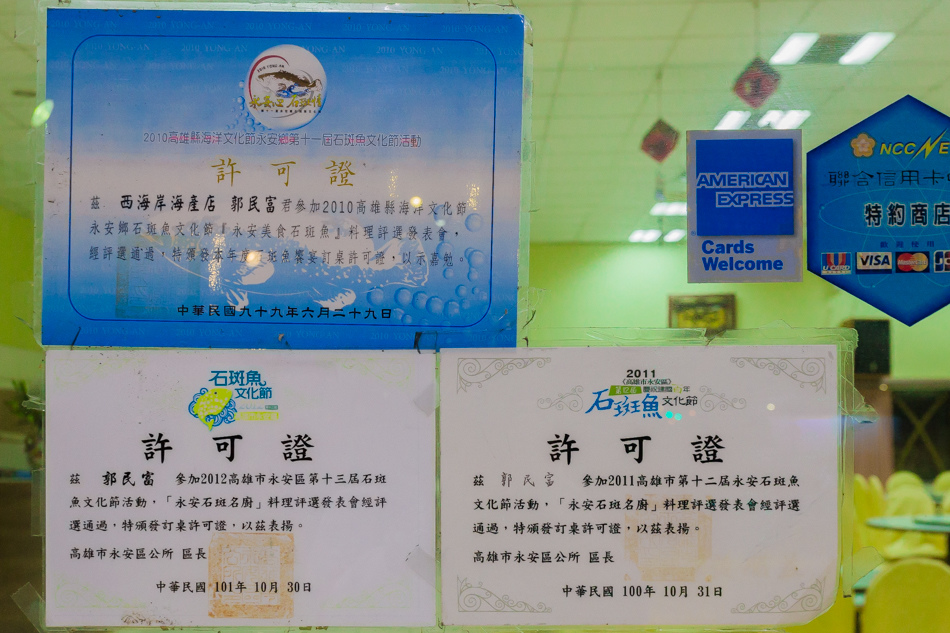 2010高雄縣海洋文化節永安鄉第十一屆石斑魚文化節活動
許可證
茲 西海岸海產店 郭民富君參加2010高雄縣海洋文化節
永安鄉石斑魚文化節『永安美食石斑魚』料理評選發表會，
經評選通過，特頒發本年度石斑魚饗宴訂桌許可證，以示嘉勉。
中華民國九十九年六月二十九日
AMERICAN
EXPRESS
Cards
Welcome
NCCNE
聯合信用卡
特約商店
歡迎使用
U CARD VISA MasterCard JC
石斑魚
文化節
許可證
茲 郭民富 參加2012高雄市永安區第十三屆石斑
魚文化節活動，「永安石斑名廚」料理評選發表會經評
選通過，特頒發訂桌許可證，以茲表揚。
高雄市永安區公所 區長
中華民國 101年 10月 30日
2011
《高雄市永安區》
石斑魚文化節
許可證
茲 郭民富 參加2011高雄市第十二屆永安石斑魚
文化節活動，「永安石斑名廚」料理評選發表會經評選
通過，特頒發訂桌許可證，以茲表揚。
高雄市永安區公所 區長
中華民國 100年 10月 31日